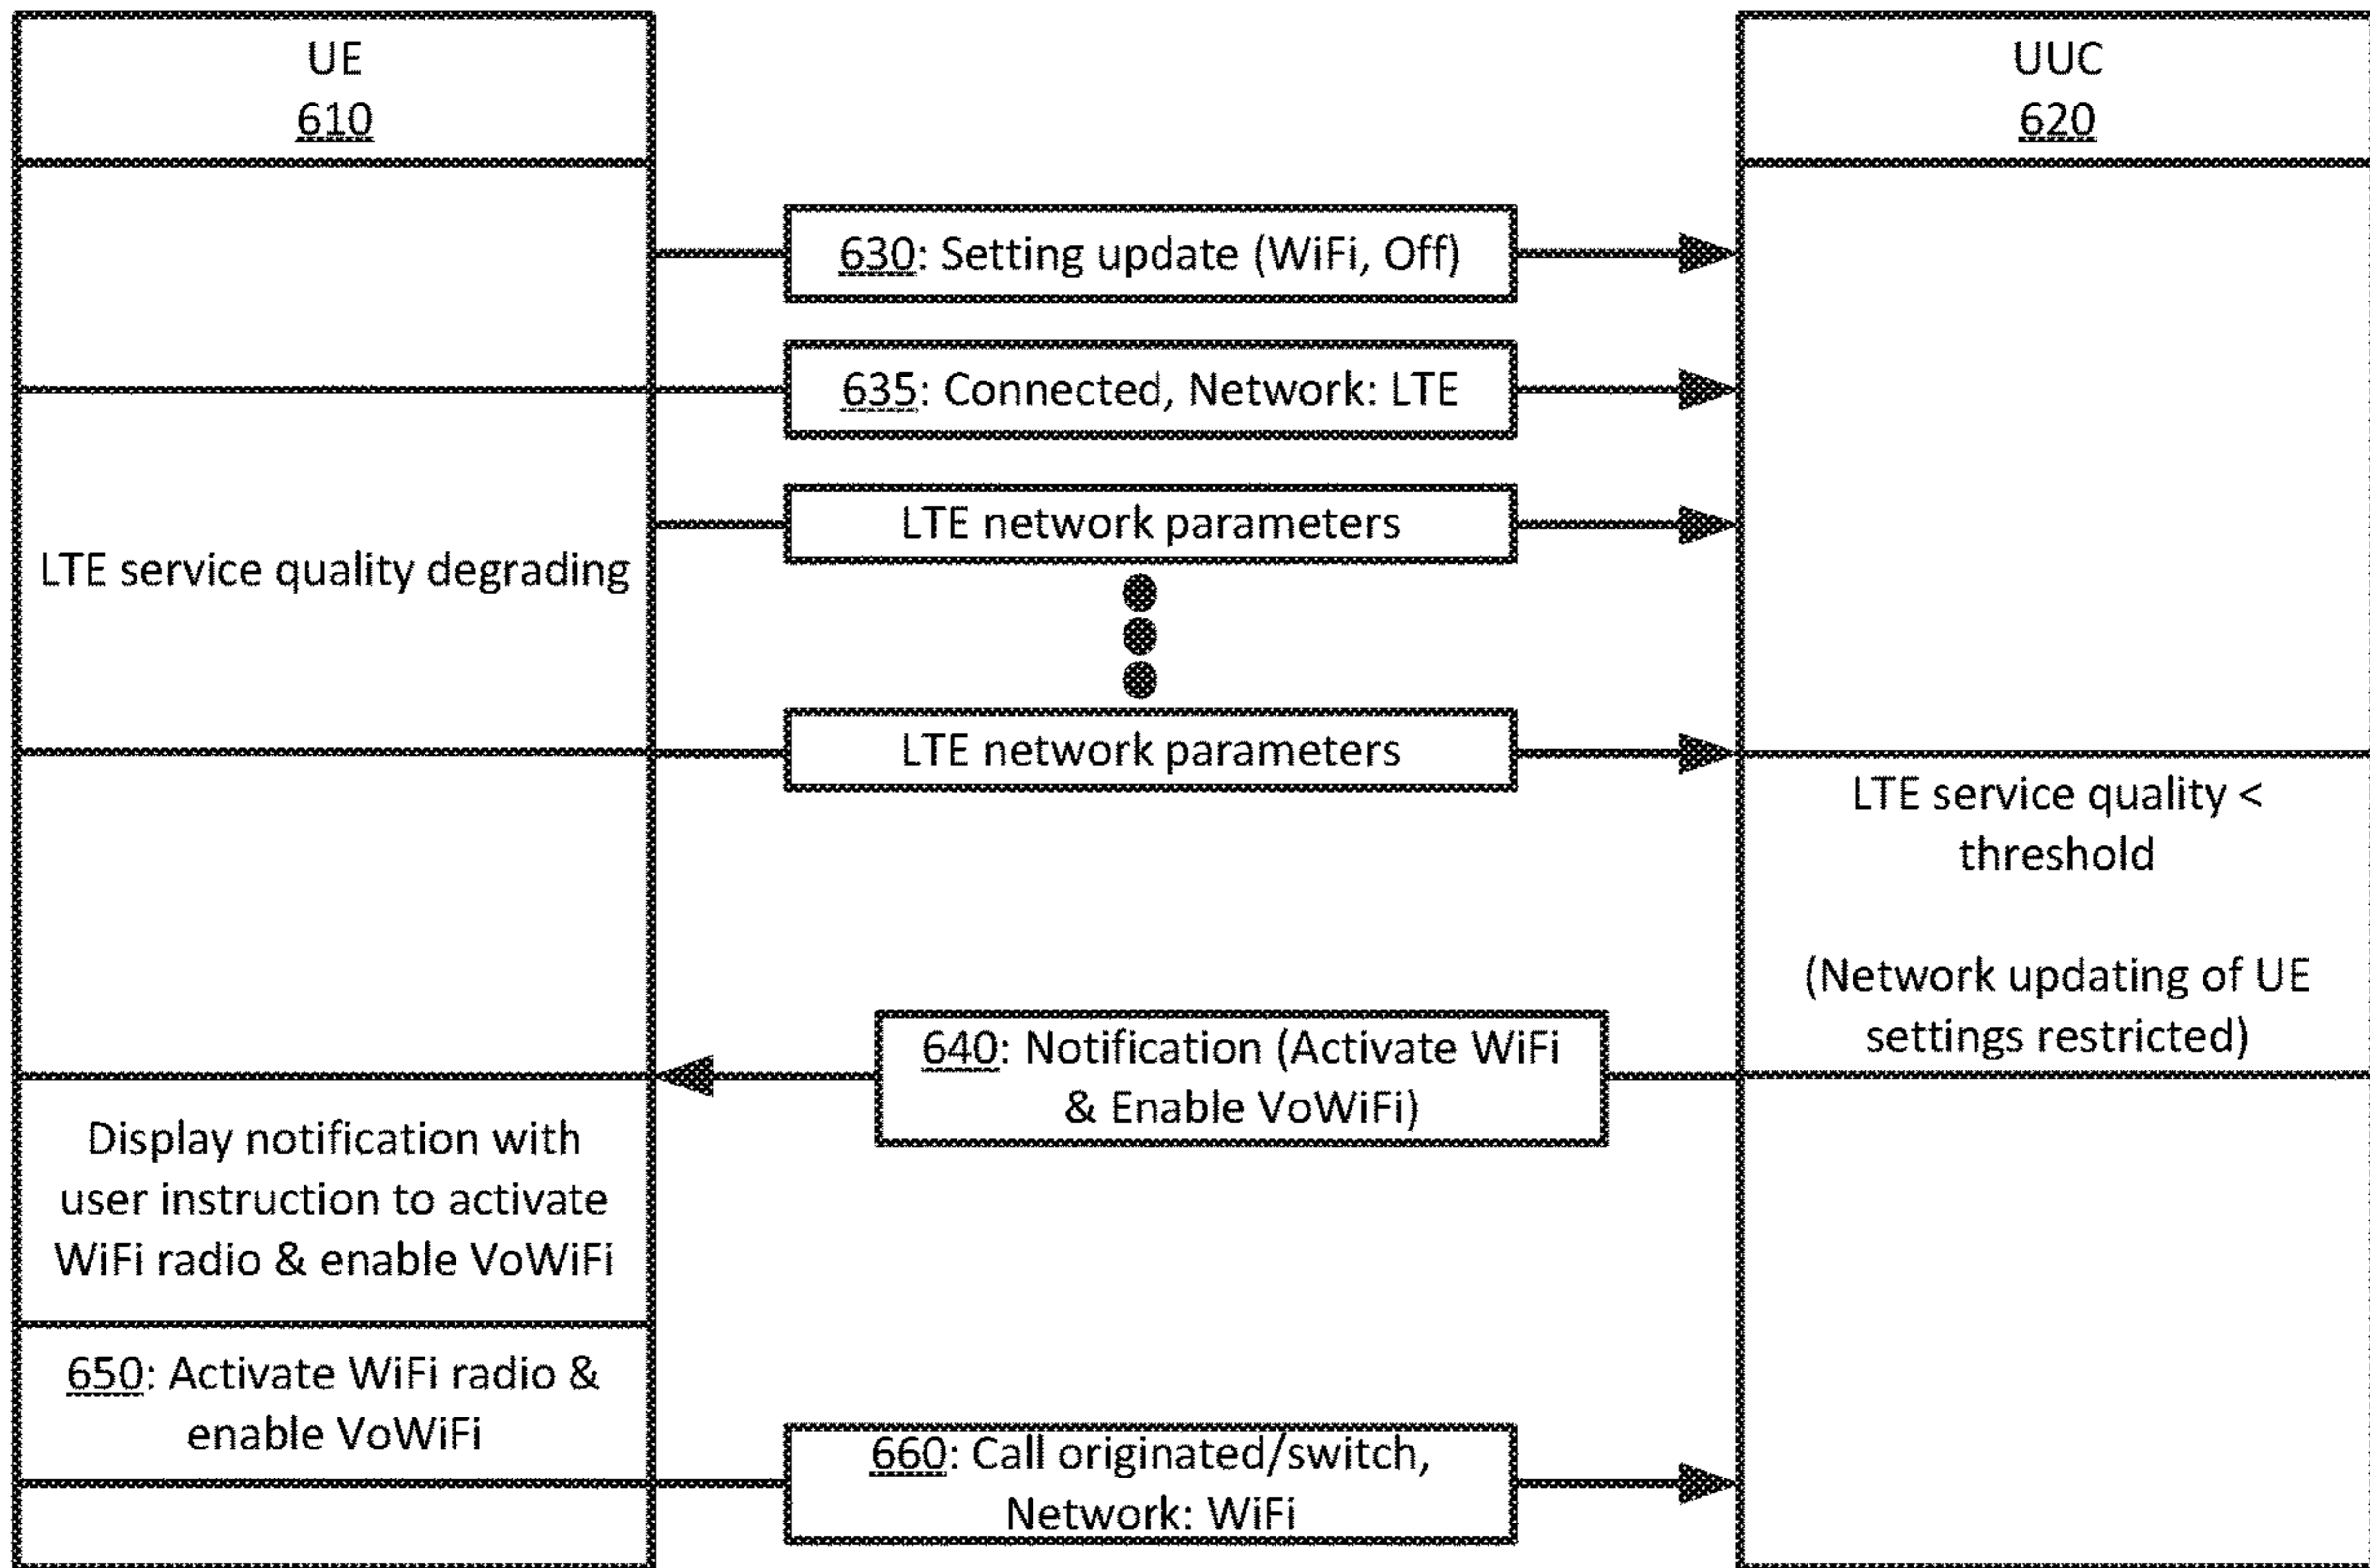 UE
610
UUC
620
630: Setting update (WiFi, Off)
635: Connected, Network: LTE
LTE network parameters
LTE service quality degrading
LTE network parameters
LTE service quality <
threshold
(Network updating of UE
settings restricted)
640: Notification (Activate WiFi
& Enable VoWiFi)
Display notification with
user instruction to activate
WiFi radio & enable VoWiFi
650: Activate WiFi radio &
enable VoWiFi
660: Call originated/switch,
Network: WiFi